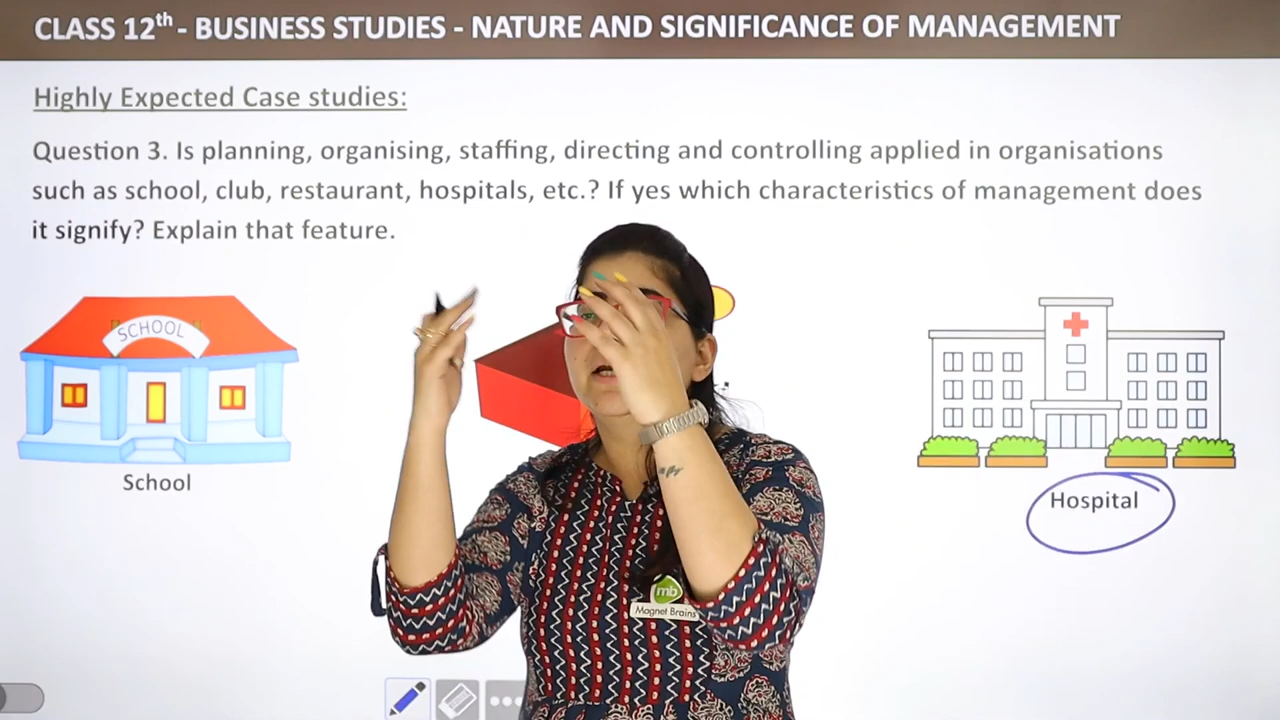 CLASS 12th - BUSINESS STUDIES - NATURE AND SIGNIFICANCE OF MANAGEMENT
Highly Expected Case studies:
Question 3. Is planning, organising, staffing, directing and controlling applied in organisations
such as school, club, restaurant, hospitals, etc.? If yes which characteristics of management does
it signify? Explain that feature.
SCHOOL
School
Hospital
mb
Magnet Brains